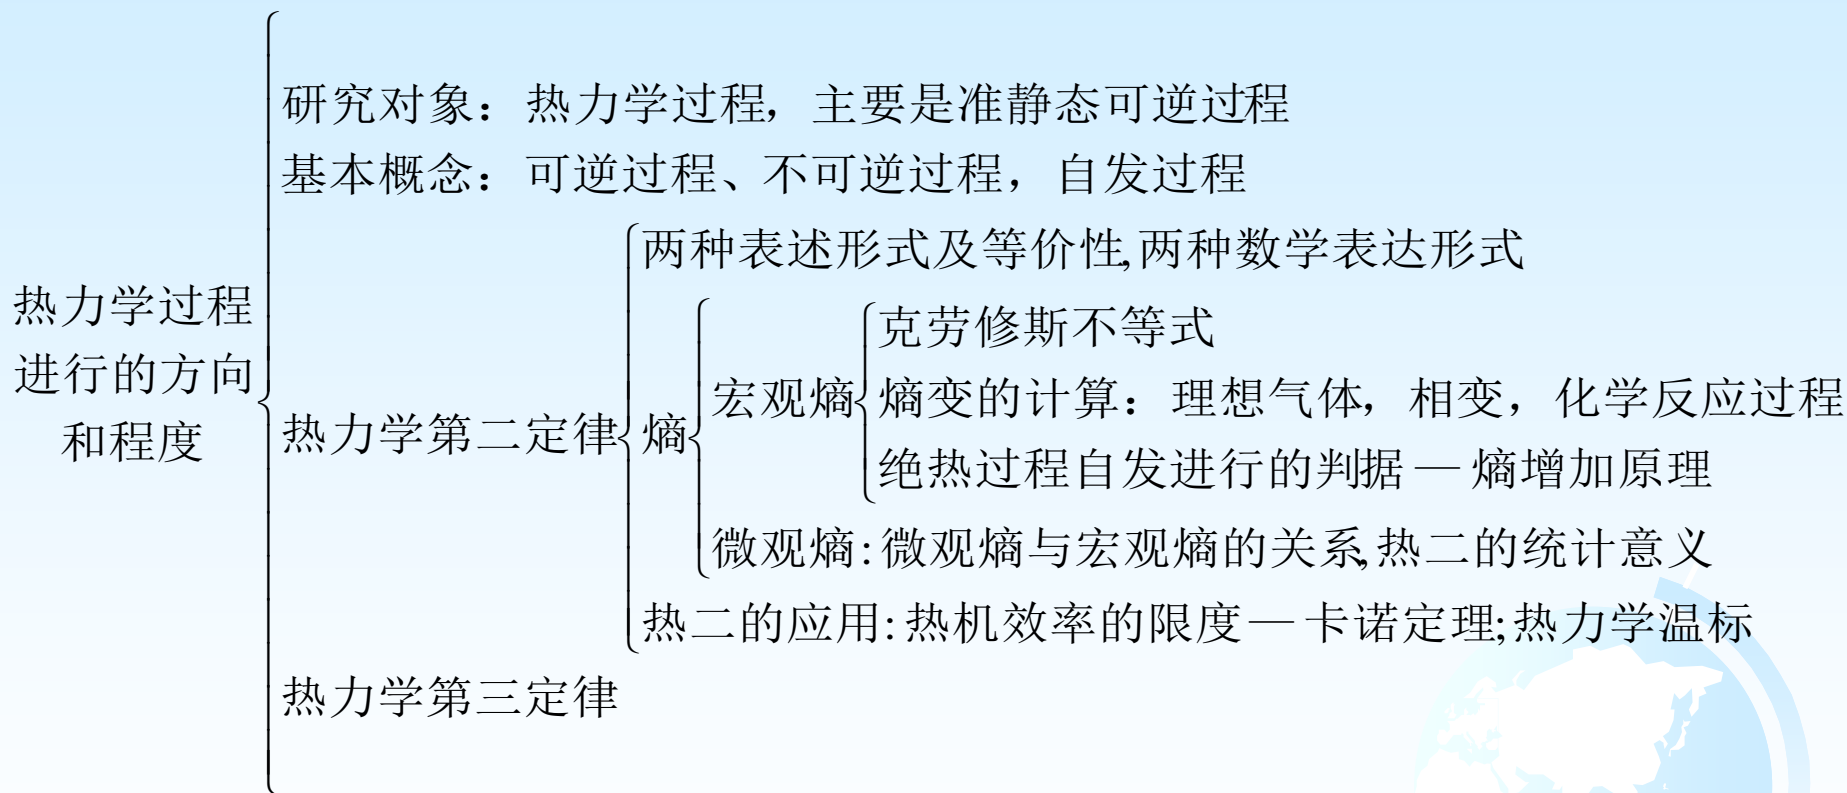 研究对象：热力学过程，主要是准静态可逆过程
基本概念：可逆过程、不可逆过程，自发过程
两种表述形式及等价性,两种数学表达形式
热力学过程
进行的方向
和程度
克劳修斯不等式
宏观熵
熵变的计算：理想气体，相变，化学反应过程
热力学第二定律
熵
绝热过程自发进行的判据—熵增加原理
微观熵:微观熵与宏观熵的关系,热二的统计意义
热二的应用:热机效率的限度—卡诺定理;热力学温标
热力学第三定律